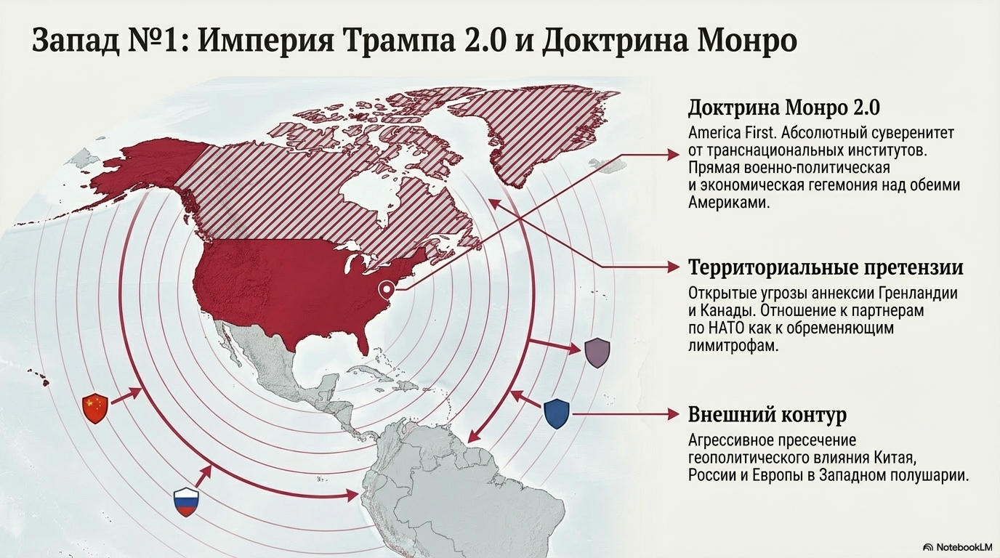 Запад №1: Империя Трампа 2.0 и Доктрина Монро
Доктрина Монро 2.0
America First. Абсолютный суверенитет
от транснациональных институтов.
Прямая военно-политическая
и экономическая гегемония над обеими
Америками.
Территориальные претензии
Открытые угрозы аннексии Гренландии
и Канады. Отношение к партнерам
по НАТО как к обременяющим
лимитрофам.
Внешний контур
Агрессивное пресечение
геополитического влияния Китая,
России и Европы в Западном полушарии.
NotebookLM